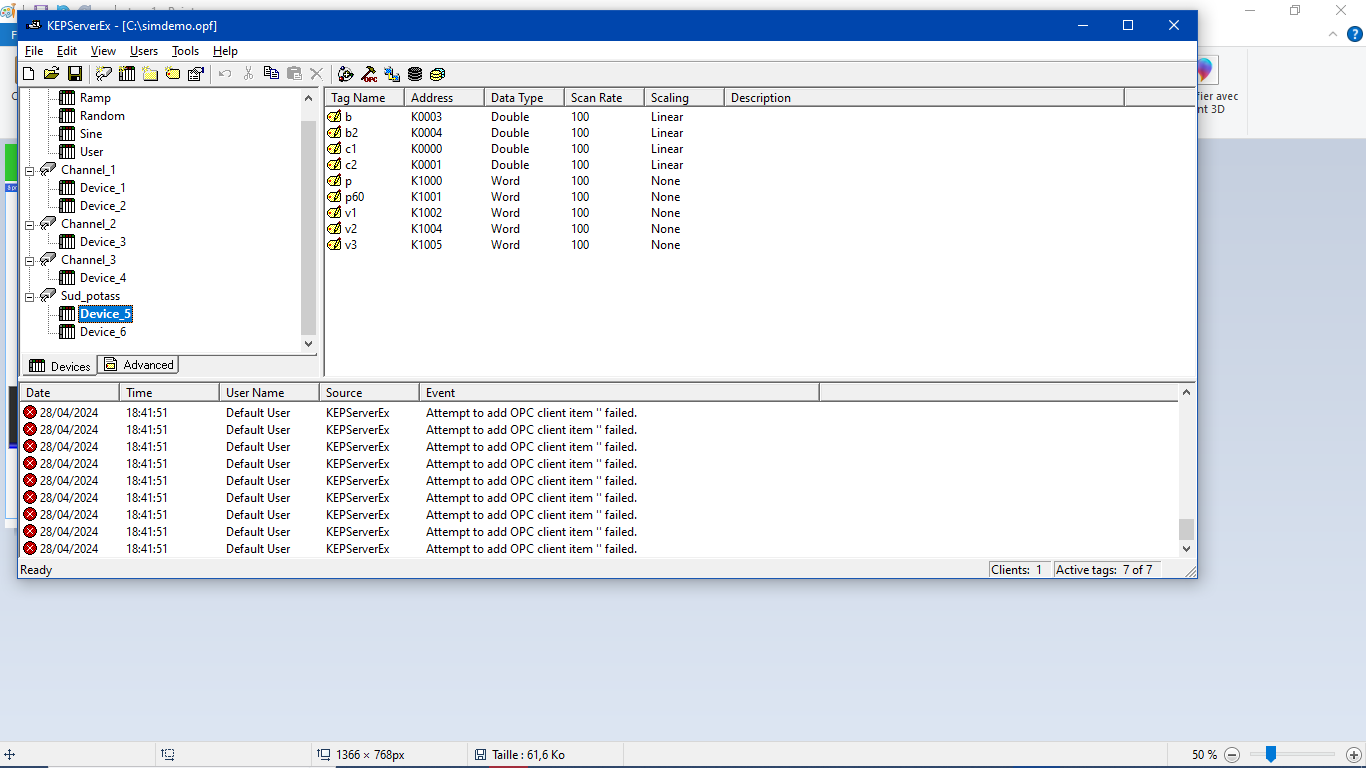 KEPServerEx - [C:\simdemo.opf]
File Edit View Users Tools Help
Ramp
Random
Sine
User
Channel_1
Device_1
Device_2
Channel_2
Device_3
Channel_3
Device_4
Sud_potass
Device_5
Device_6
Devices Advanced
Tag Name Address Data Type Scan Rate Scaling Description
b K0003 Double 100 Linear
b2 K0004 Double 100 Linear
c1 K0000 Double 100 Linear
c2 K0001 Double 100 Linear
p K1000 Word 100 None
p60 K1001 Word 100 None
v1 K1002 Word 100 None
v2 K1004 Word 100 None
v3 K1005 Word 100 None
Date Time User Name Source Event
28/04/2024 18:41:51 Default User KEPServerEx Attempt to add OPC client item '' failed.
28/04/2024 18:41:51 Default User KEPServerEx Attempt to add OPC client item '' failed.
28/04/2024 18:41:51 Default User KEPServerEx Attempt to add OPC client item '' failed.
28/04/2024 18:41:51 Default User KEPServerEx Attempt to add OPC client item '' failed.
28/04/2024 18:41:51 Default User KEPServerEx Attempt to add OPC client item '' failed.
28/04/2024 18:41:51 Default User KEPServerEx Attempt to add OPC client item '' failed.
28/04/2024 18:41:51 Default User KEPServerEx Attempt to add OPC client item '' failed.
28/04/2024 18:41:51 Default User KEPServerEx Attempt to add OPC client item '' failed.
28/04/2024 18:41:51 Default User KEPServerEx Attempt to add OPC client item '' failed.
Ready Clients: 1 Active tags: 7 of 7
fier avec
nt 3D
1366 × 768px Taille : 61,6 Ko 50 %